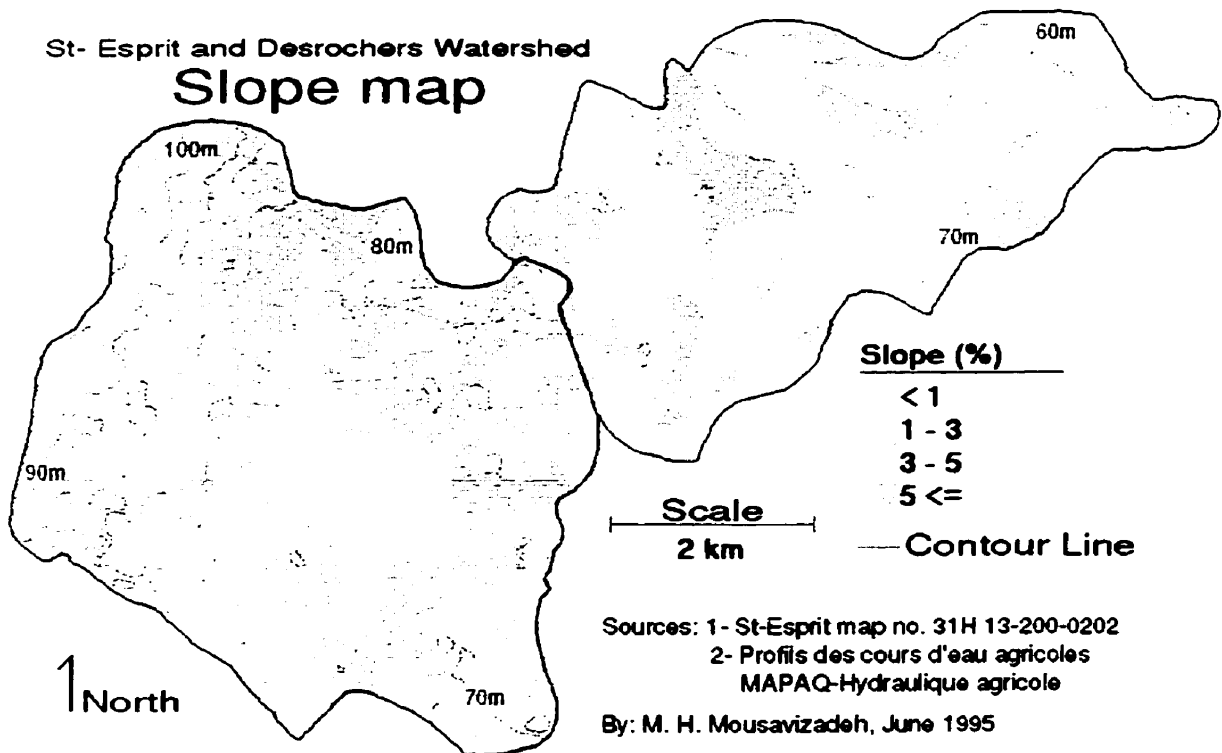 St- Esprit and Desrochers Watershed
Slope map
60m
100m
80m
70m
90m
70m
Slope (%)
< 1
1 - 3
3 - 5
5 <=
Contour Line
Scale
2 km
North
Sources: 1- St-Esprit map no. 31H 13-200-0202
2- Profils des cours d'eau agricoles
MAPAQ-Hydraulique agricole
By: M. H. Mousavizadeh, June 1995